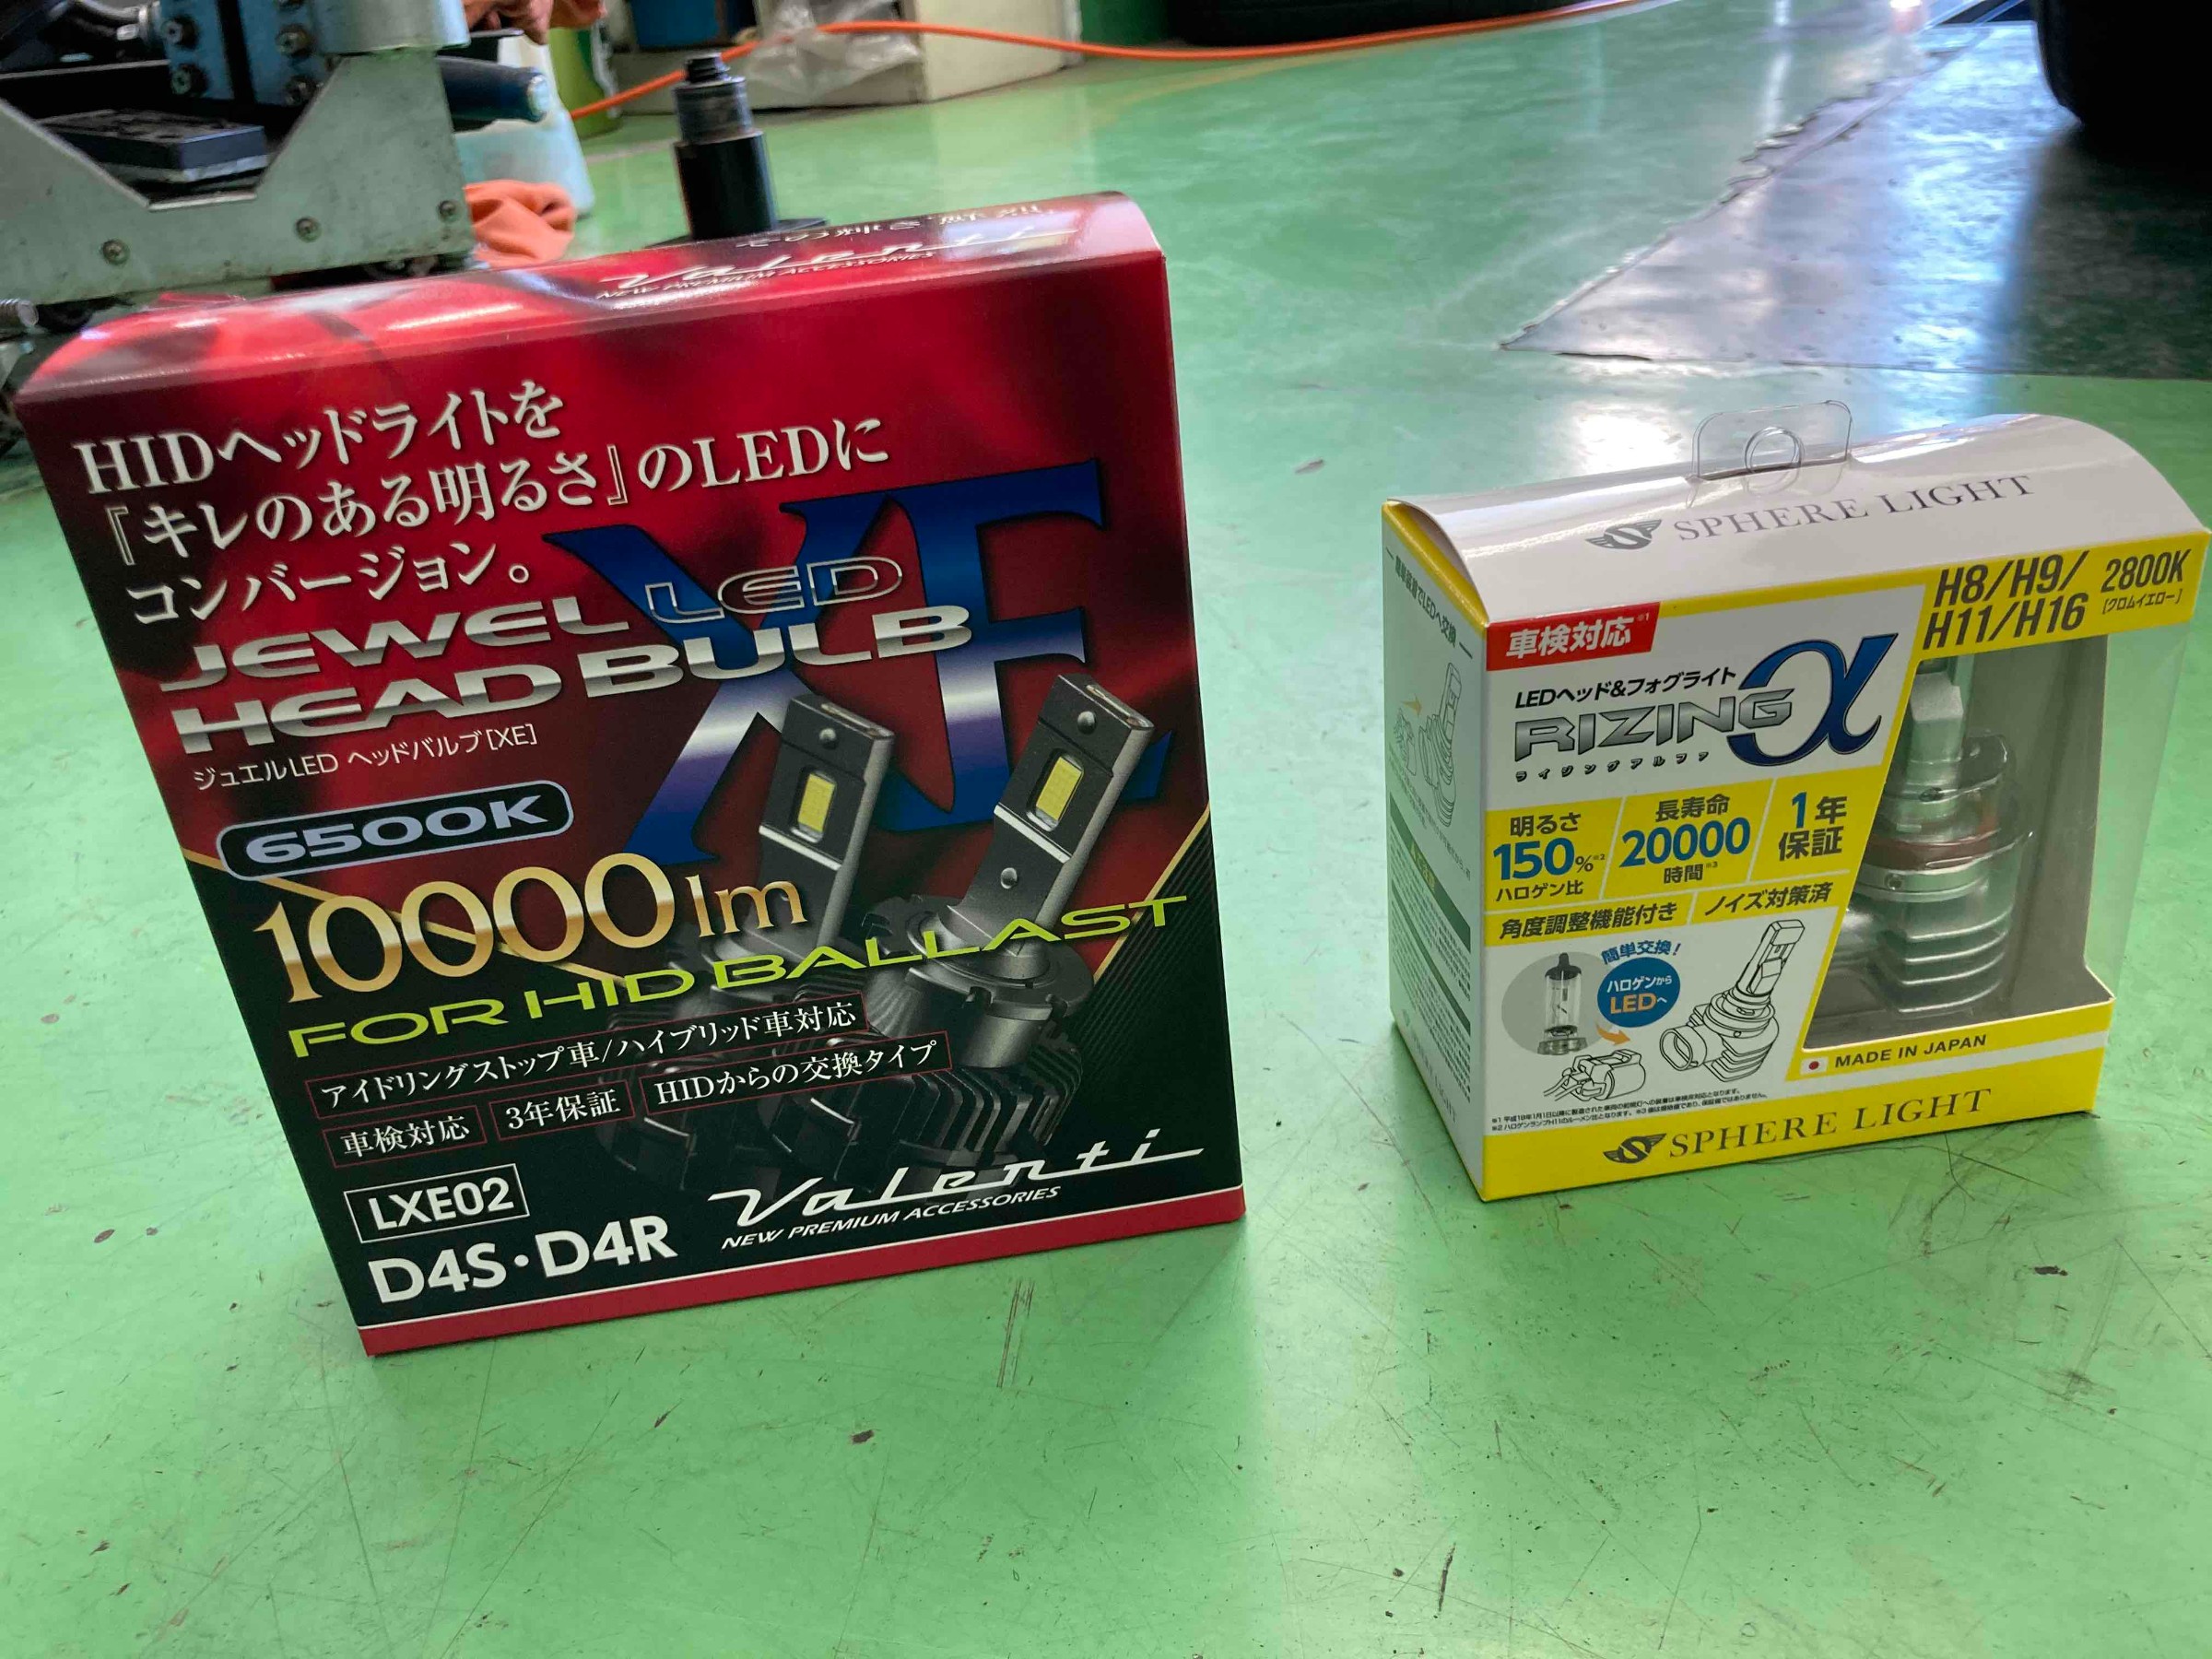 Valenti
NEW PREMIUM ACCESSORIES
HIDヘッドライトを
『キレのある明るさ』のLEDに
コンバージョン。
XE
JEWEL LED
HEAD BULB
ジュエルLED ヘッドバルブ[XE]
6500K
10000lm
FOR HID BALLAST
アイドリングストップ車/ハイブリッド車対応
車検対応
3年保証
HIDからの交換タイプ
LXE02
D4S・D4R
Valenti
NEW PREMIUM ACCESSORIES
SPHERE LIGHT
H8/H9/
H11/H16
2800K
[クロムイエロー]
車検対応※1
LEDヘッド&フォグライト
RIZINGα
ライジングアルファ
明るさ
150%※2
ハロゲン比
長寿命
20000
時間※3
1年
保証
角度調整機能付き
ノイズ対策済
簡単交換!
ハロゲンから
LEDへ
MADE IN JAPAN
SPHERE LIGHT